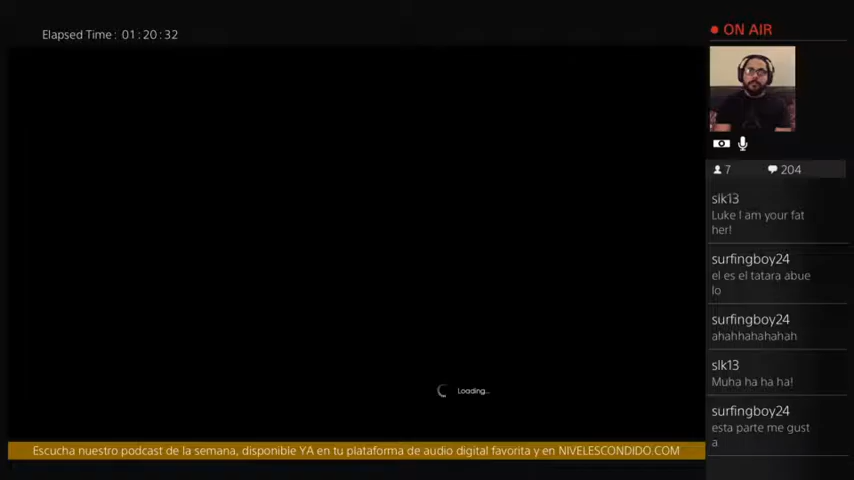 Elapsed Time: 01:20:32
ON AIR
7 204
slk13
Luke I am your fat
her!
surfingboy24
el es el tatara abue
lo
surfingboy24
ahahhahahahah
slk13
Muha ha ha ha!
surfingboy24
esta parte me gust
a
Loading...
Escucha nuestro podcast de la semana, disponible YA en tu plataforma de audio digital favorita y en NIVELESCONDIDO.COM